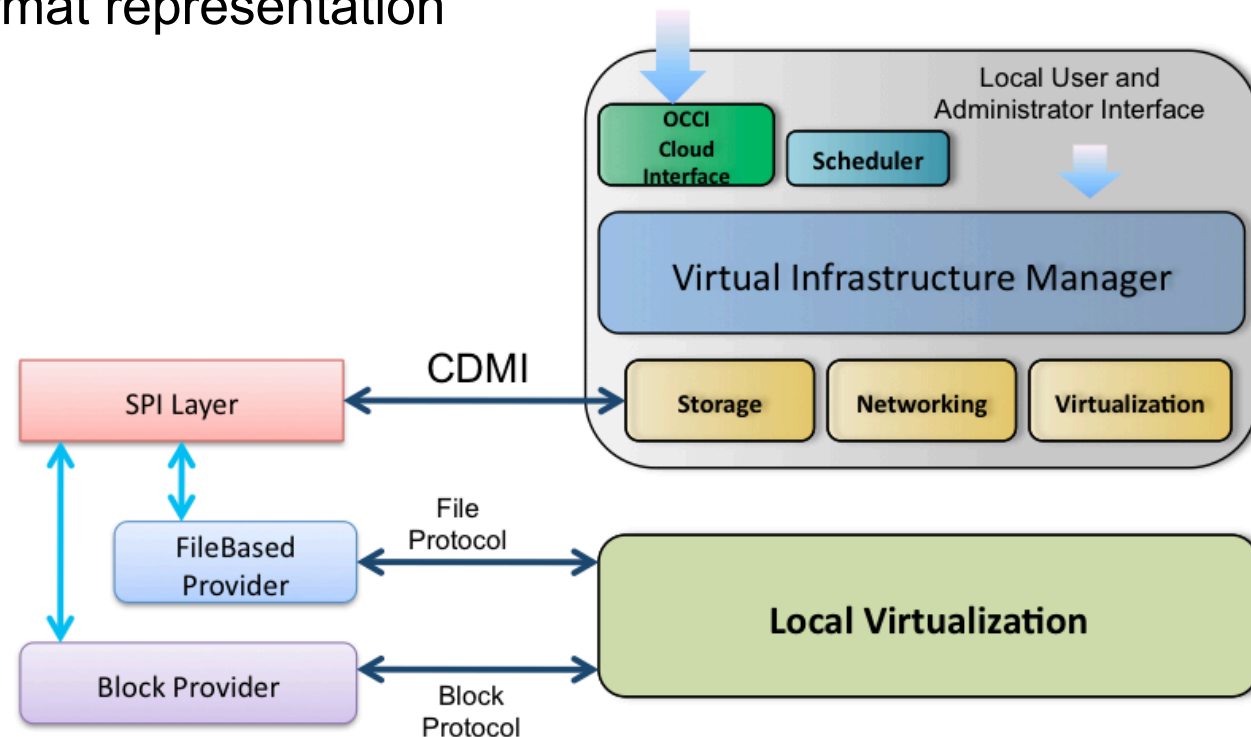 rmat representation
Local User and
Administrator Interface
OCCI
Cloud
Interface
Scheduler
Virtual Infrastructure Manager
CDMI
SPI Layer
Storage
Networking
Virtualization
File
Protocol
FileBased
Provider
Local Virtualization
Block Provider
Block
Protocol